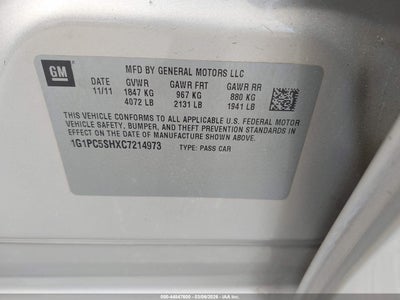 GM
MFD BY GENERAL MOTORS LLC
DATE GVWR GAWR FRT GAWR RR
11/11 1847 KG 967 KG 880 KG
4072 LB 2131 LB 1941 LB
THIS VEHICLE CONFORMS TO ALL APPLICABLE U.S. FEDERAL MOTOR
VEHICLE SAFETY, BUMPER, AND THEFT PREVENTION STANDARDS
IN EFFECT ON THE DATE OF MANUFACTURE SHOWN ABOVE.
1G1PC5SHXC7214973 TYPE: PASS CAR